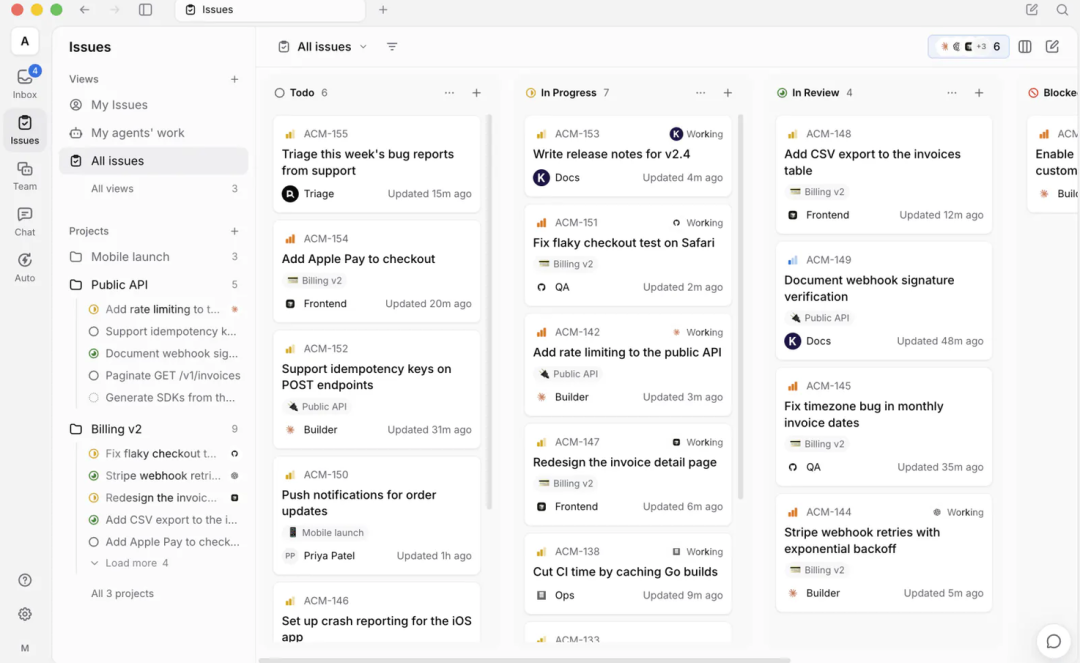 Issues
A
Issues
All issues
+3 6
4
Inbox
Issues
Team
Chat
Auto
M
Views
My Issues
My agents' work
All issues
All views 3
Projects
Mobile launch 3
Public API 5
Add rate limiting to t...
Support idempotency k...
Document webhook sig...
Paginate GET /v1/invoices
Generate SDKs from th...
Billing v2 9
Fix flaky checkout t...
Stripe webhook retri...
Redesign the invoic...
Add CSV export to the i...
Add Apple Pay to check...
Load more 4
All 3 projects
Todo 6
ACM-155
Triage this week's bug reports
from support
Triage Updated 15m ago
ACM-154
Add Apple Pay to checkout
Billing v2
Frontend Updated 20m ago
ACM-152
Support idempotency keys on
POST endpoints
Public API
Builder Updated 31m ago
ACM-150
Push notifications for order
updates
Mobile launch
PP Priya Patel Updated 1h ago
ACM-146
Set up crash reporting for the iOS
app
In Progress 7
ACM-153 K Working
Write release notes for v2.4
K Docs Updated 4m ago
ACM-151 Working
Fix flaky checkout test on Safari
Billing v2
QA Updated 2m ago
ACM-142 Working
Add rate limiting to the public API
Public API
Builder Updated 3m ago
ACM-147 Working
Redesign the invoice detail page
Billing v2
Frontend Updated 6m ago
ACM-138 Working
Cut CI time by caching Go builds
Ops Updated 9m ago
ACM-133
In Review 4
ACM-148
Add CSV export to the invoices
table
Billing v2
Frontend Updated 12m ago
ACM-149
Document webhook signature
verification
Public API
K Docs Updated 48m ago
ACM-145
Fix timezone bug in monthly
invoice dates
Billing v2
QA Updated 35m ago
ACM-144 Working
Stripe webhook retries with
exponential backoff
Billing v2
Builder Updated 5m ago
Blocke
ACM
Enable
custom
Buil